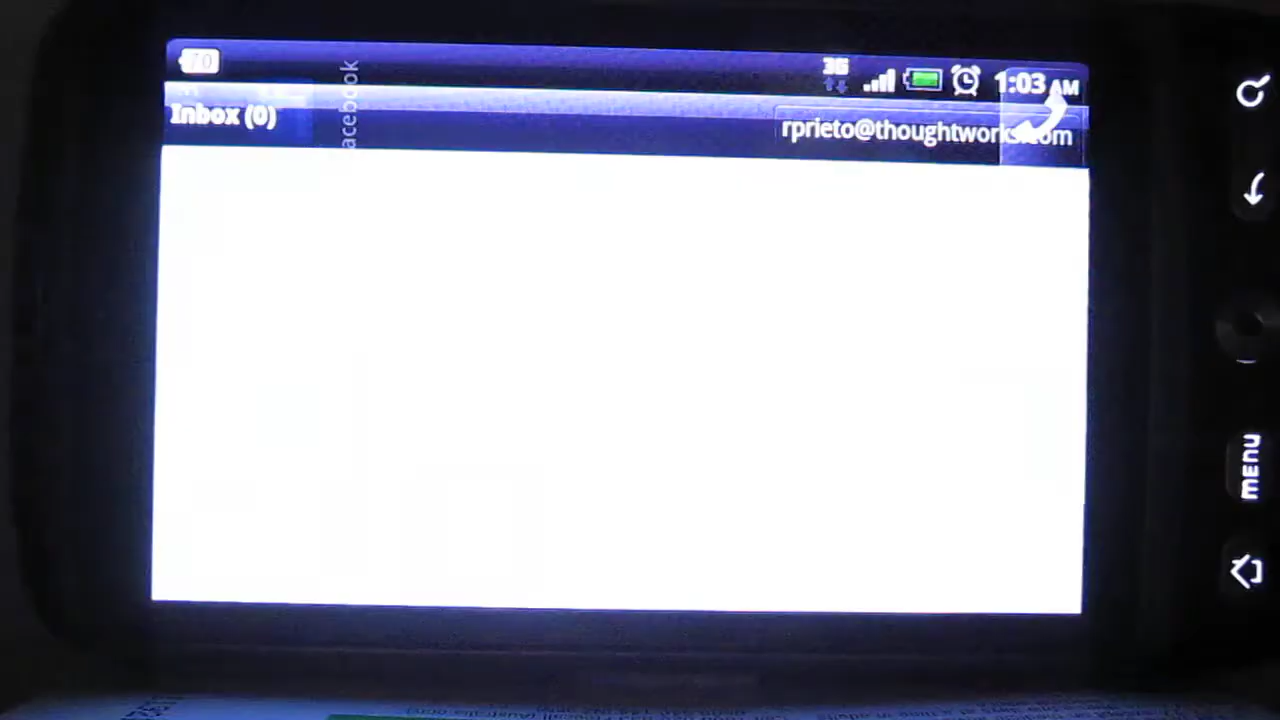 70
3G
1:03 AM
Inbox (0)
acebook
rprieto@thoughtworks.com
menu